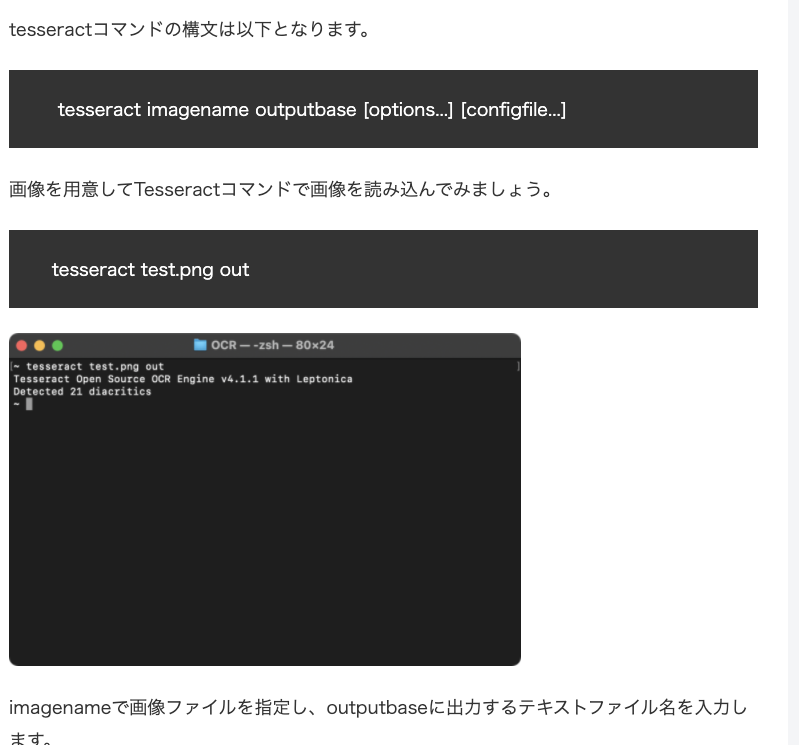 tesseractコマンドの構文は以下となります。
tesseract imagename outputbase [options...] [configfile...]
画像を用意してTesseractコマンドで画像を読み込んでみましょう。
tesseract test.png out
OCR — -zsh — 80×24
[~ tesseract test.png out ]
Tesseract Open Source OCR Engine v4.1.1 with Leptonica
Detected 21 diacritics
~
imagenameで画像ファイルを指定し、outputbaseに出力するテキストファイル名を入力し
ます。